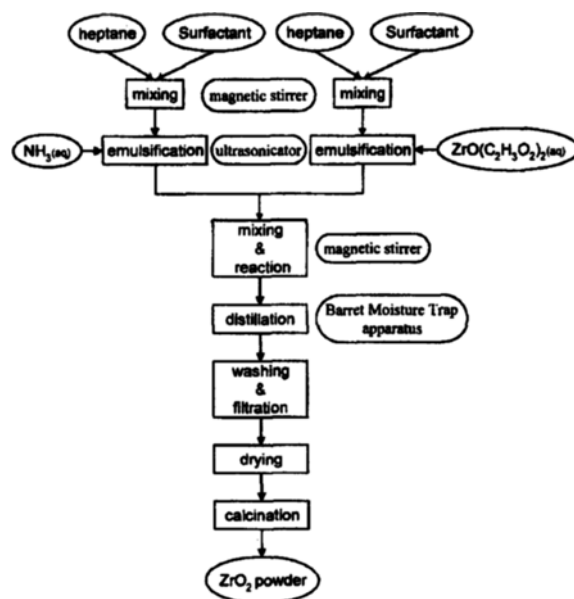 heptane Surfactant heptane Surfactant
mixing magnetic stirrer mixing
NH₃(aq) emulsification ultrasonicator emulsification ZrO(C₂H₃O₂)₂(aq)
mixing
&
reaction
magnetic stirrer
distillation
Barret Moisture Trap
apparatus
washing
&
filtration
drying
calcination
ZrO₂ powder